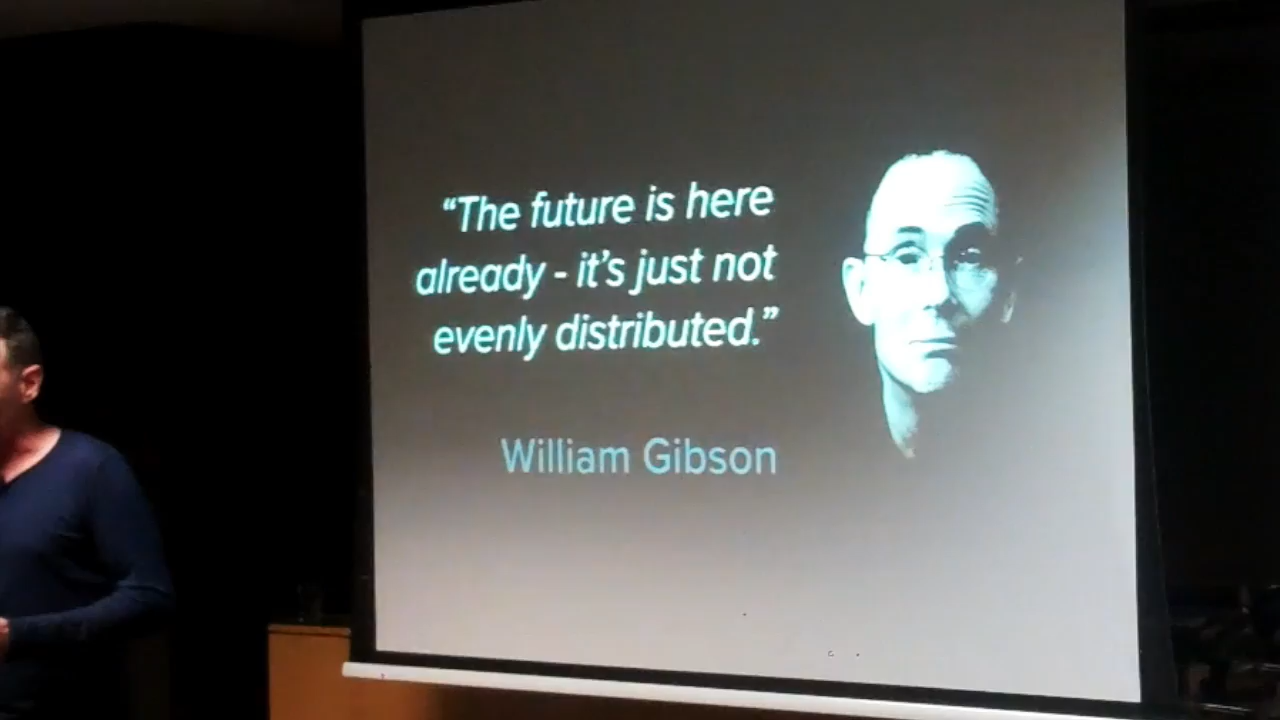 “The future is here
already - it’s just not
evenly distributed.”
William Gibson